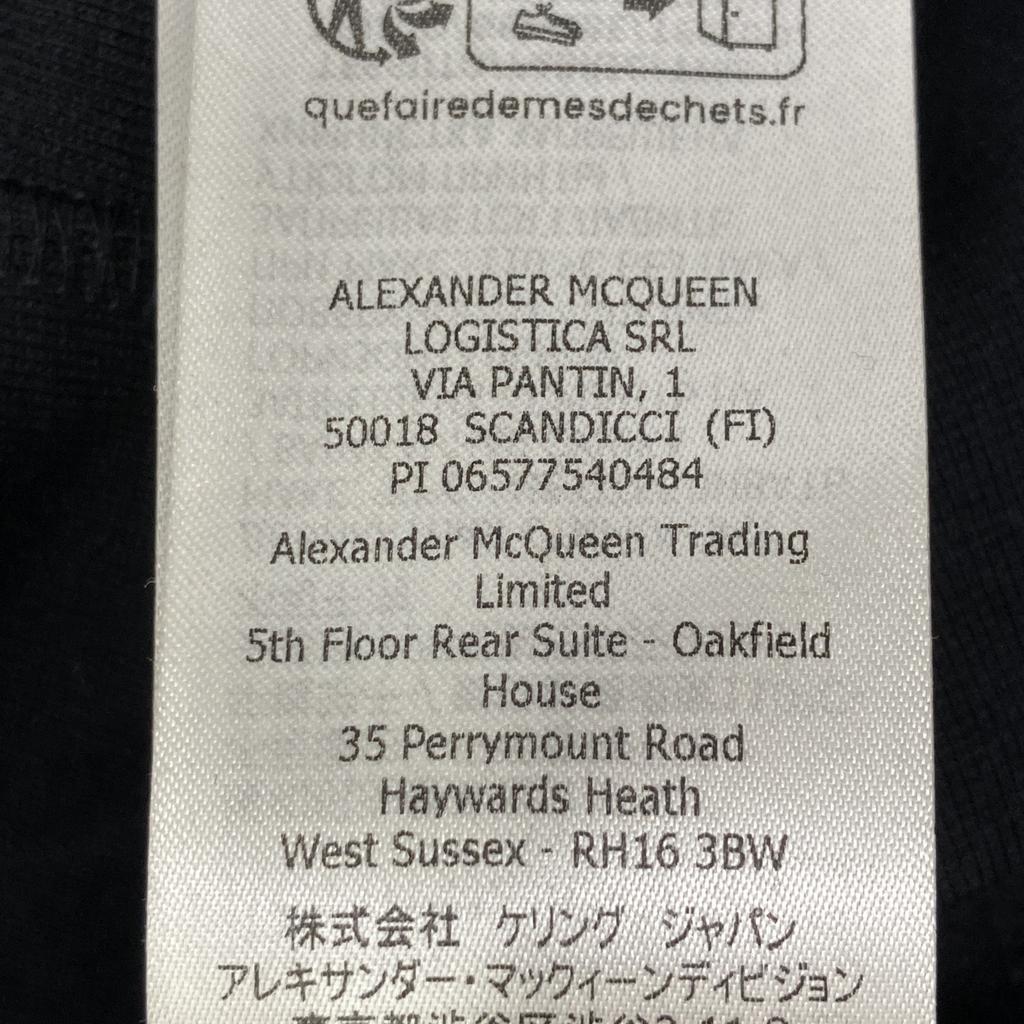 quefairedemesdechets.fr
ALEXANDER MCQUEEN
LOGISTICA SRL
VIA PANTIN, 1
50018 SCANDICCI (FI)
PI 06577540484
Alexander McQueen Trading
Limited
5th Floor Rear Suite - Oakfield
House
35 Perrymount Road
Haywards Heath
West Sussex - RH16 3BW
株式会社 ケリング ジャパン
アレキサンダー・マックィーンディビジョン